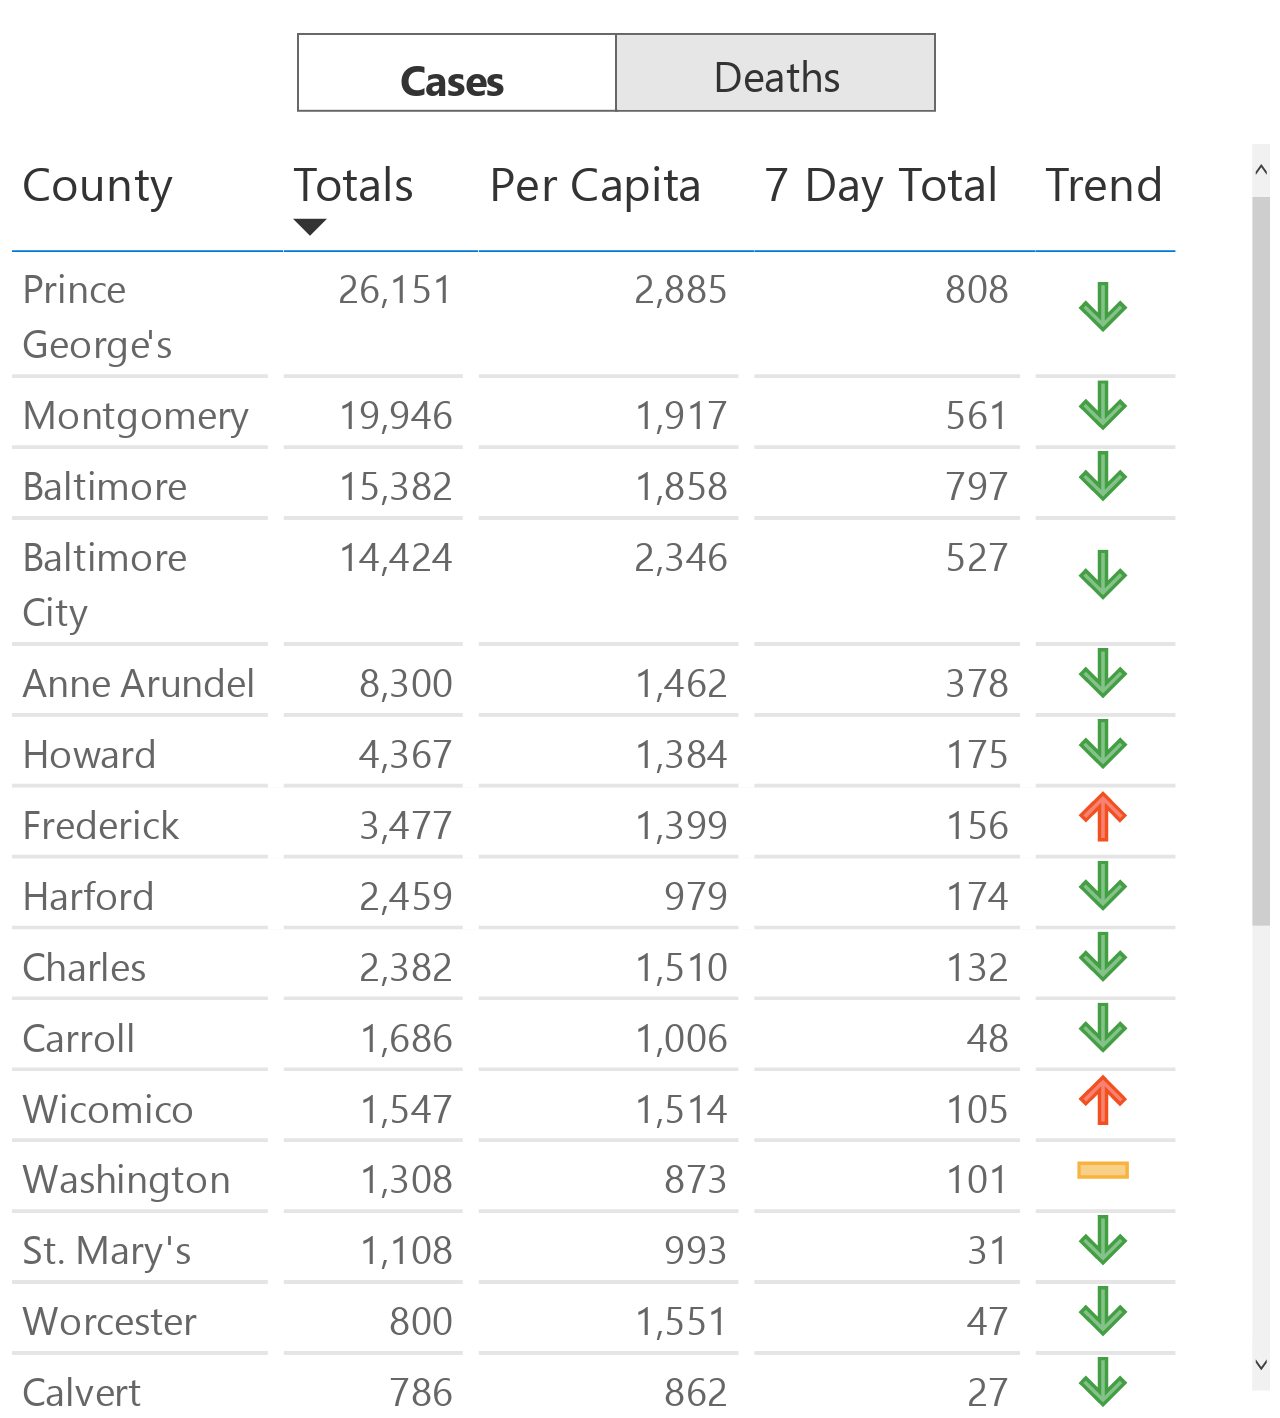 Cases Deaths
County Totals Per Capita 7 Day Total Trend
Prince 26,151 2,885 808
George's
Montgomery 19,946 1,917 561
Baltimore 15,382 1,858 797
Baltimore 14,424 2,346 527
City
Anne Arundel 8,300 1,462 378
Howard 4,367 1,384 175
Frederick 3,477 1,399 156
Harford 2,459 979 174
Charles 2,382 1,510 132
Carroll 1,686 1,006 48
Wicomico 1,547 1,514 105
Washington 1,308 873 101
St. Mary's 1,108 993 31
Worcester 800 1,551 47
Calvert 786 862 27